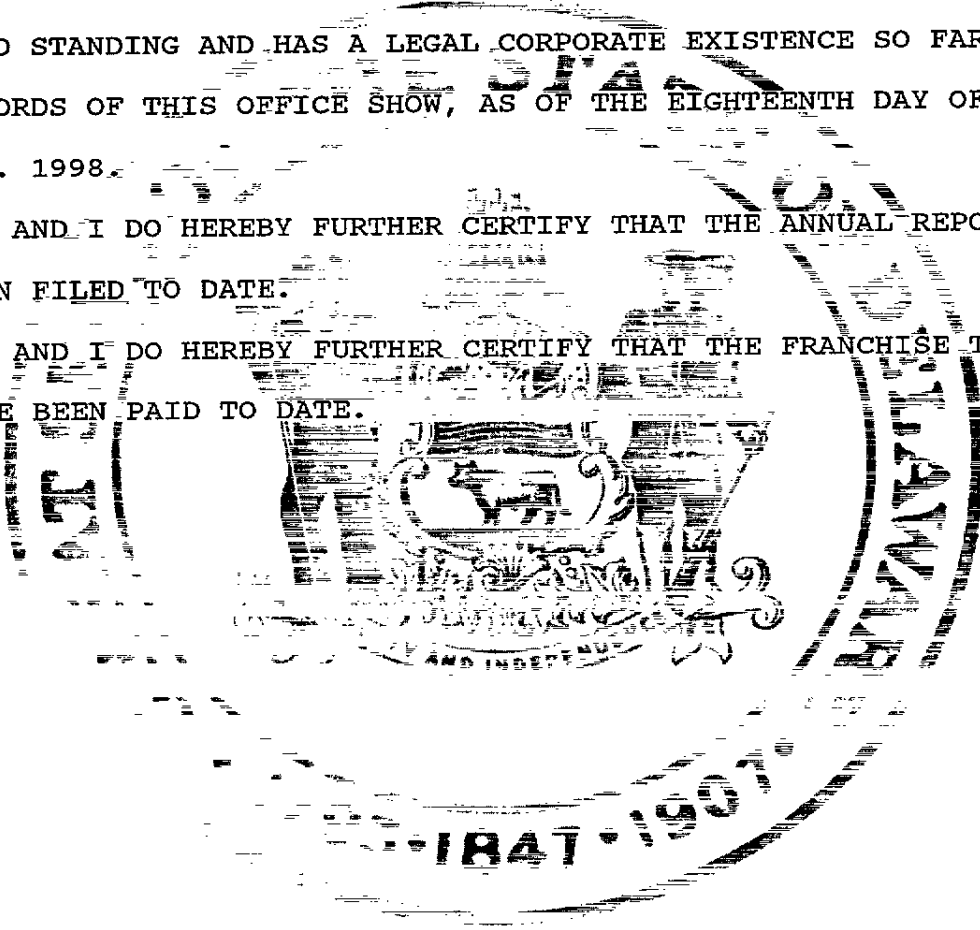 D STANDING AND HAS A LEGAL CORPORATE EXISTENCE SO FAR
ORDS OF THIS OFFICE SHOW, AS OF THE EIGHTEENTH DAY OF
. 1998.
AND I DO HEREBY FURTHER CERTIFY THAT THE ANNUAL REPO
N FILED TO DATE.
AND I DO HEREBY FURTHER CERTIFY THAT THE FRANCHISE T
E BEEN PAID TO DATE.
AND INDEPEND
1847 • 1907